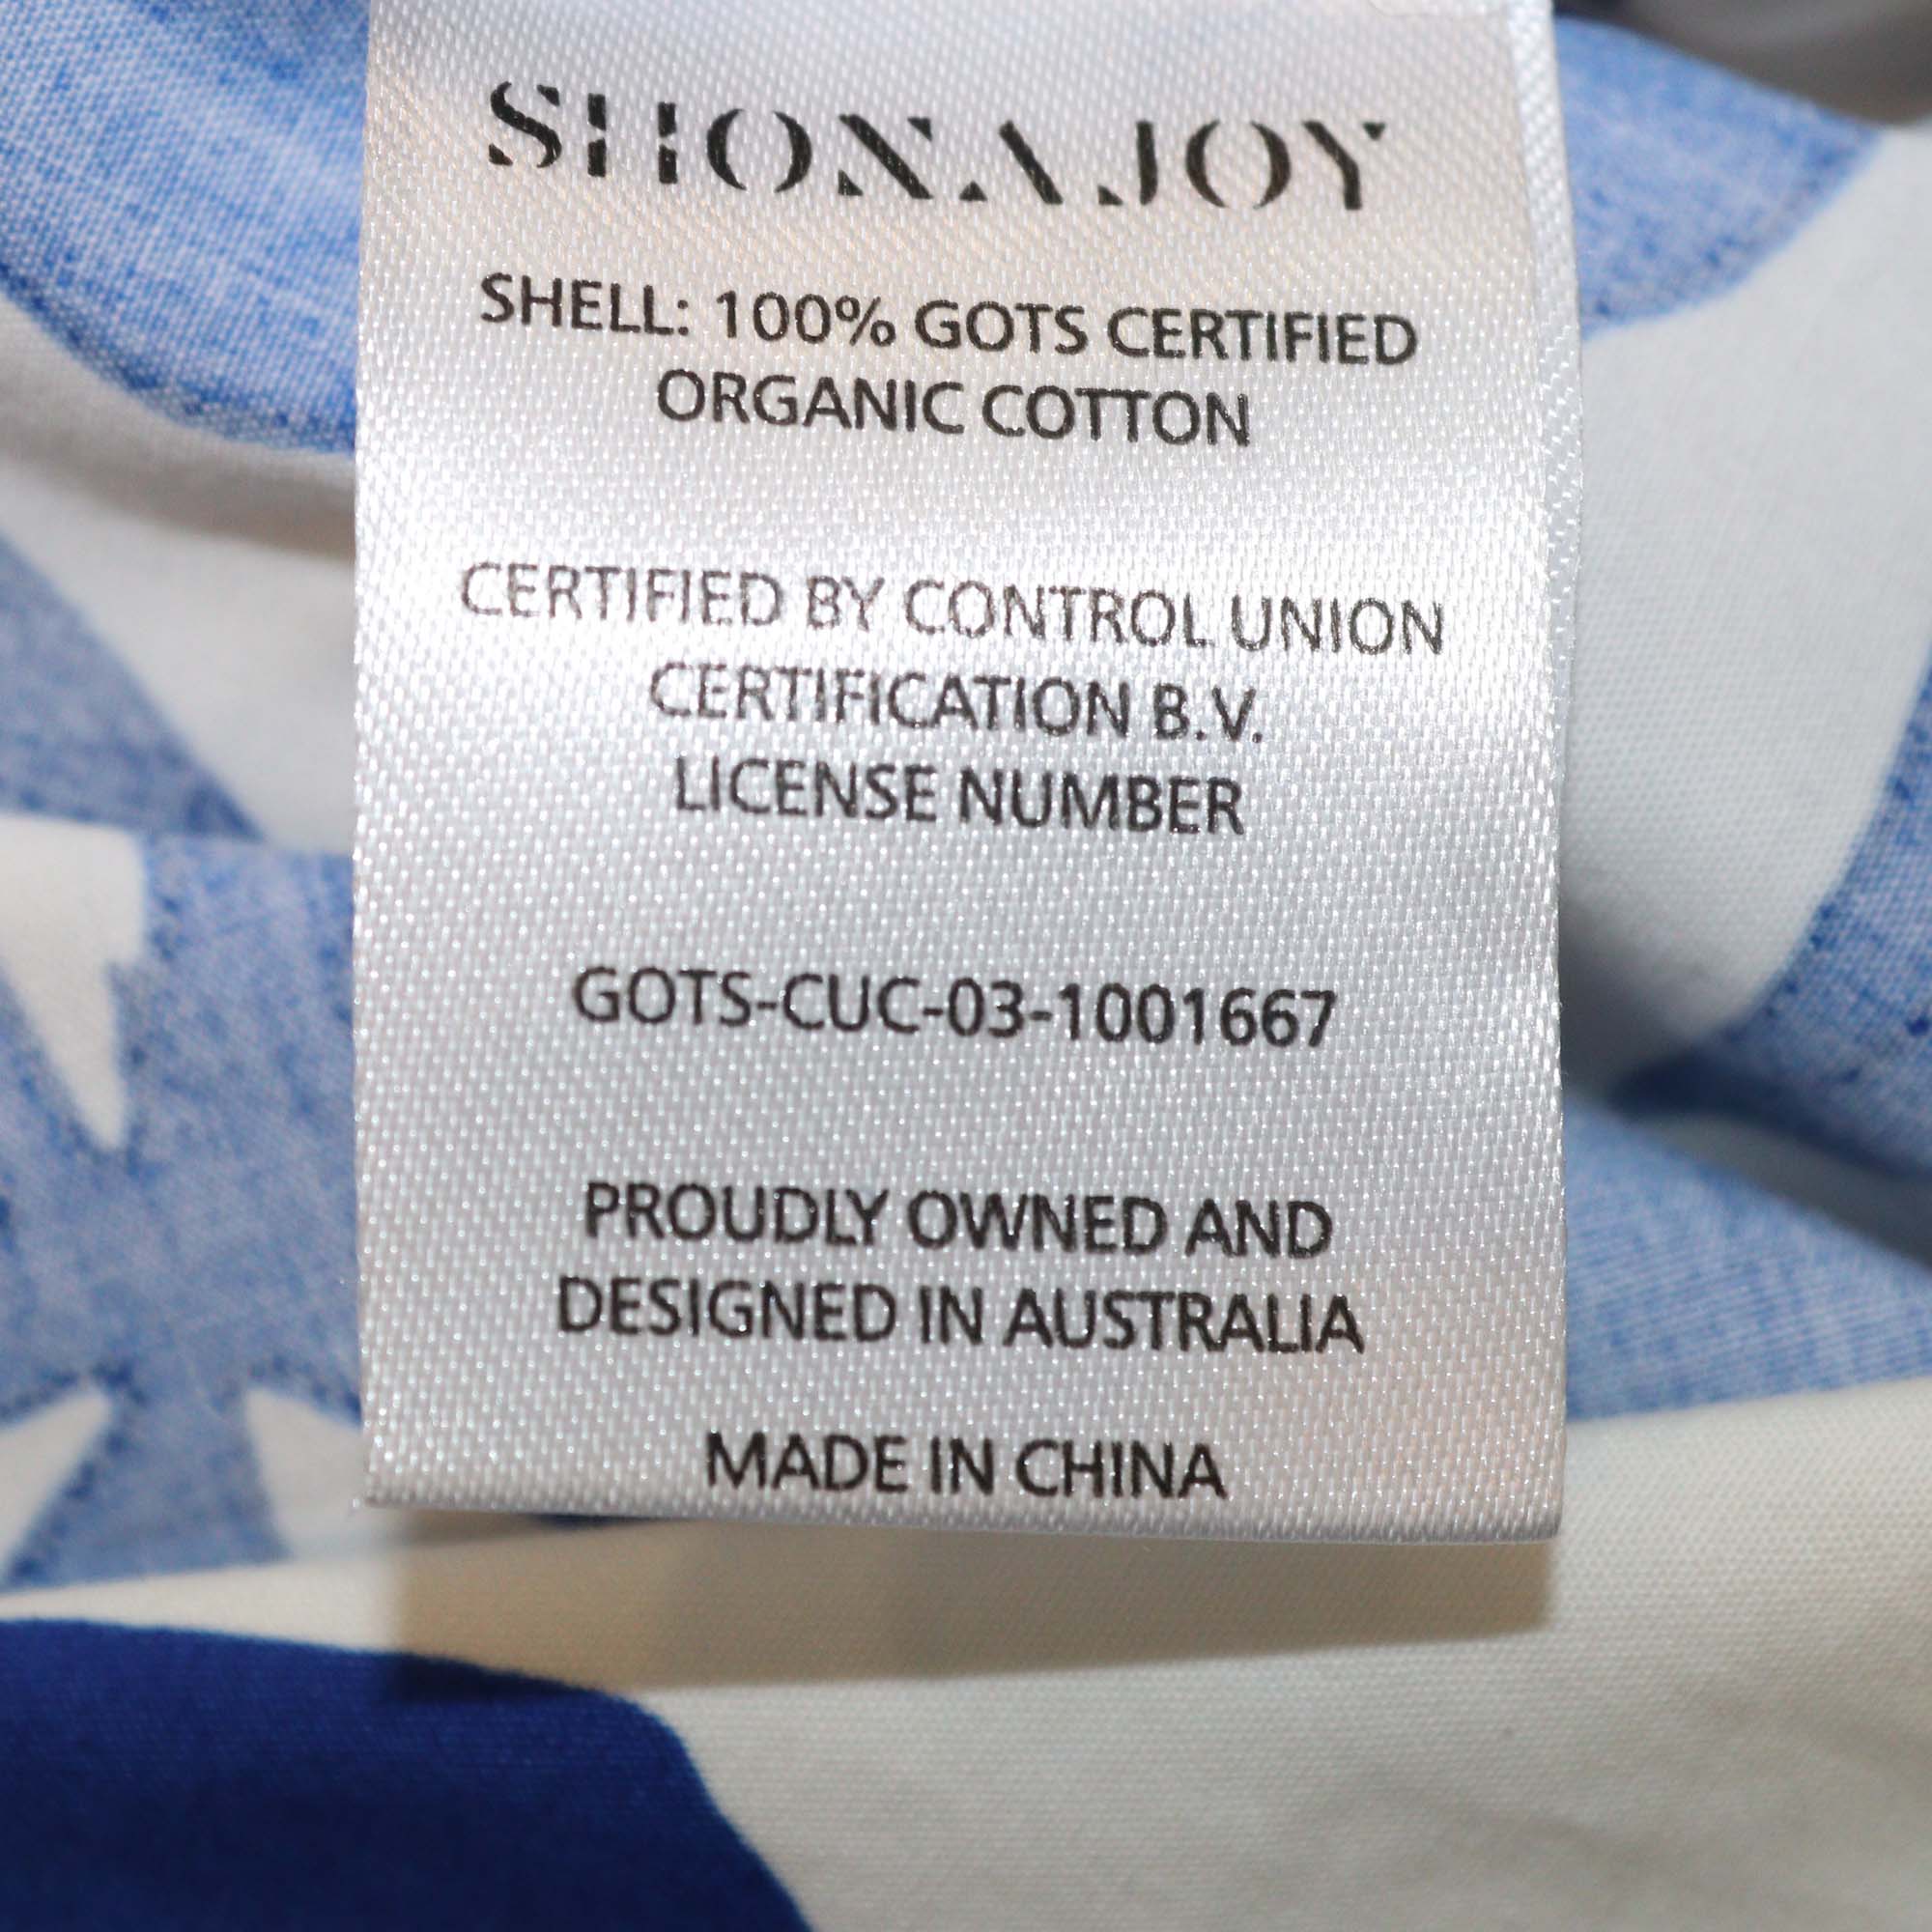 SHONA JOY
SHELL: 100% GOTS CERTIFIED
ORGANIC COTTON
CERTIFIED BY CONTROL UNION
CERTIFICATION B.V.
LICENSE NUMBER
GOTS-CUC-03-1001667
PROUDLY OWNED AND
DESIGNED IN AUSTRALIA
MADE IN CHINA